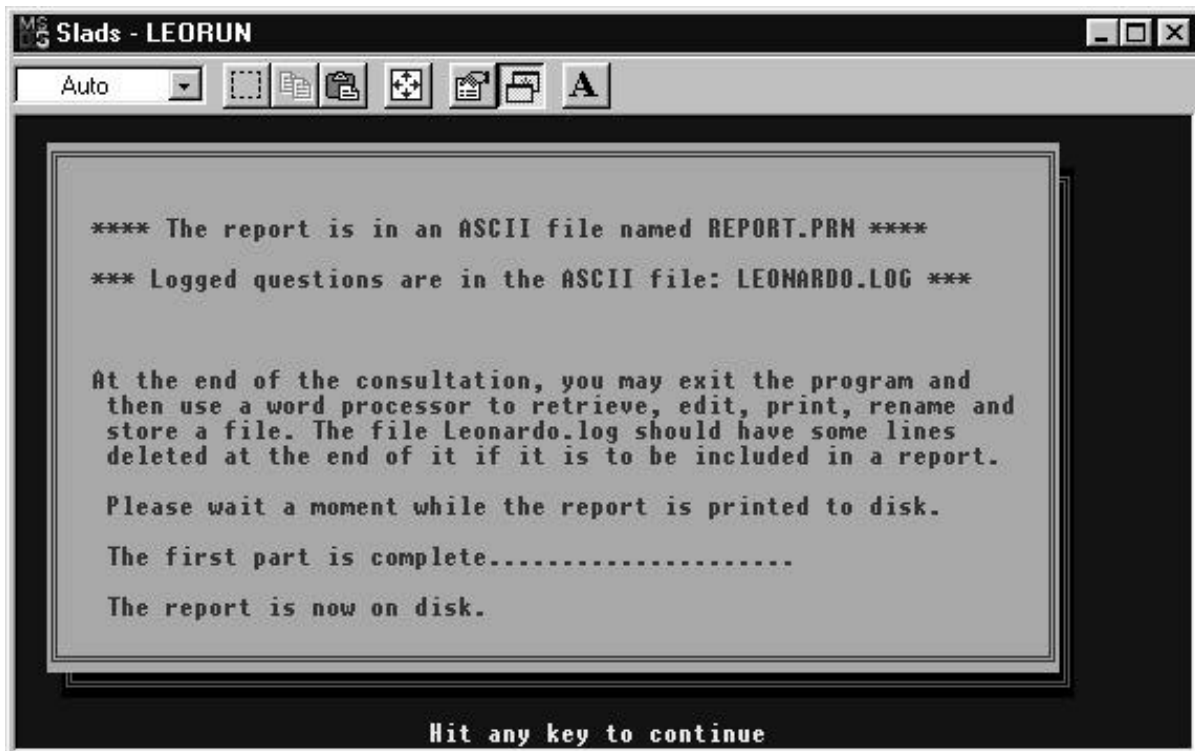 Slads - LEORUN
Auto
A
**** The report is in an ASCII file named REPORT.PRN ****
*** Logged questions are in the ASCII file: LEONARDO.LOG ***
At the end of the consultation, you may exit the program and
then use a word processor to retrieve, edit, print, rename and
store a file. The file Leonardo.log should have some lines
deleted at the end of it if it is to be included in a report.
Please wait a moment while the report is printed to disk.
The first part is complete....................
The report is now on disk.
Hit any key to continue